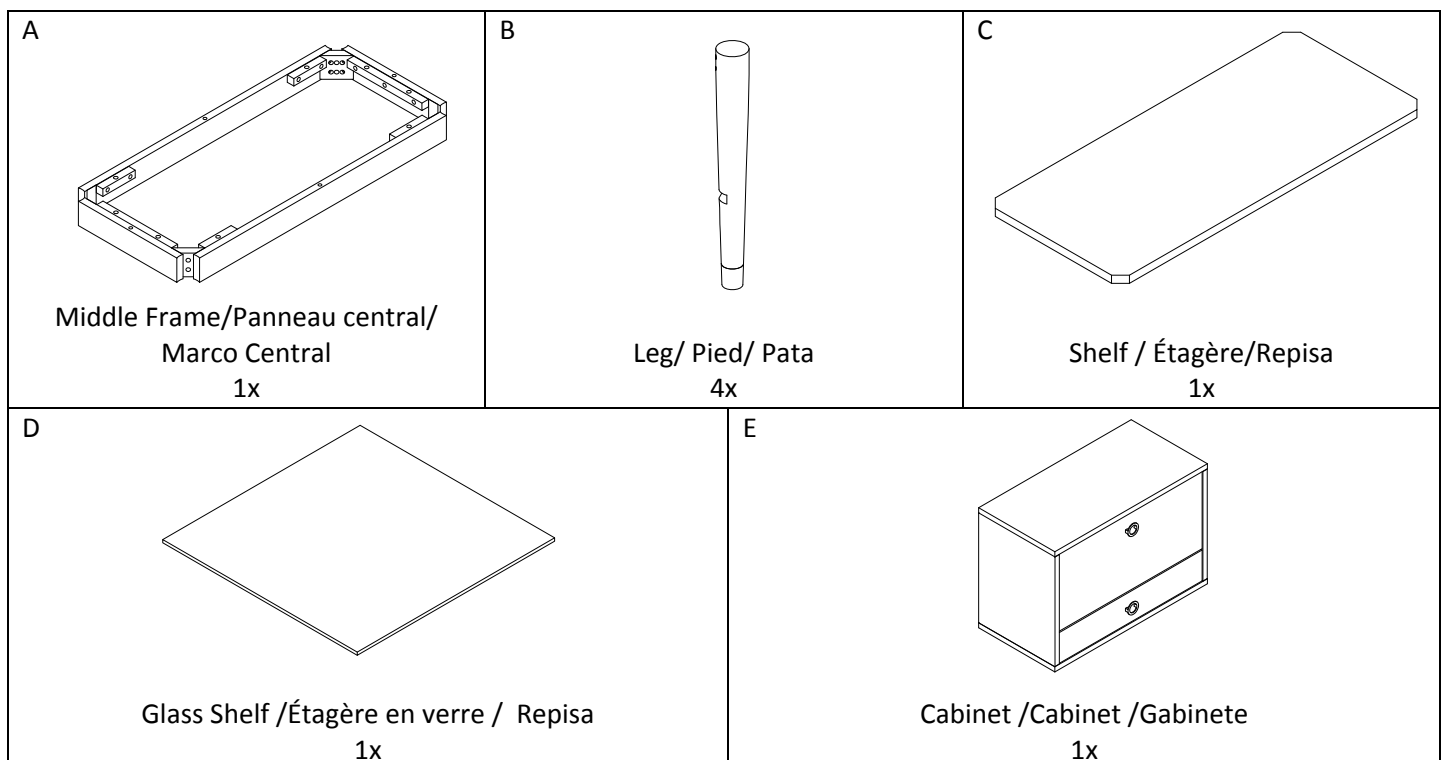 A
Middle Frame/Panneau central/
Marco Central
1x
B
Leg/ Pied/ Pata
4x
C
Shelf / Étagère/Repisa
1x
D
Glass Shelf /Étagère en verre /  Repisa
1x
E
Cabinet /Cabinet /Gabinete
1x